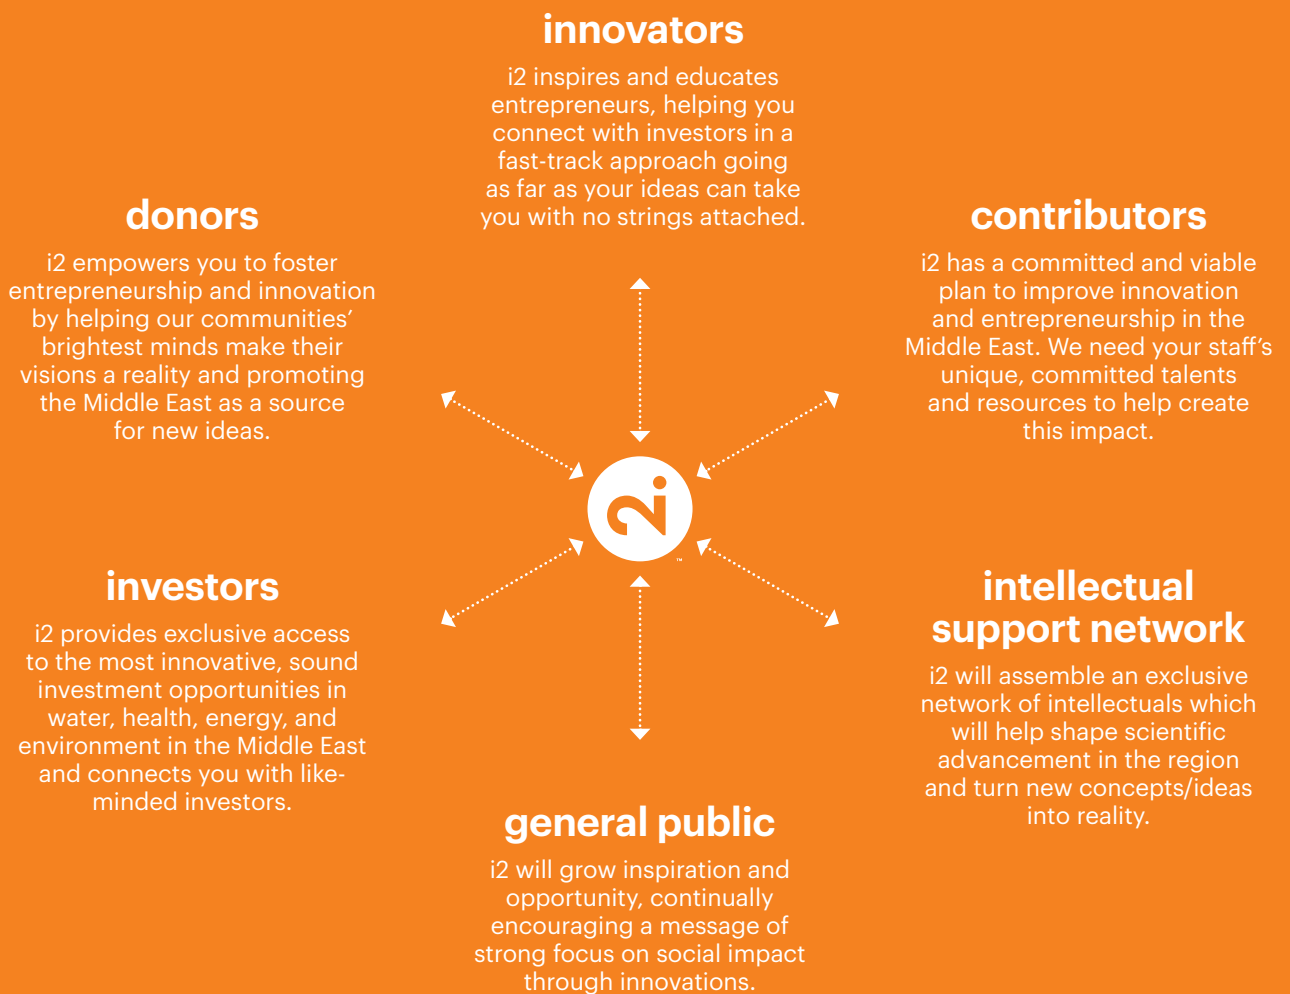 innovators
i2 inspires and educates
entrepreneurs, helping you
connect with investors in a
fast-track approach going
as far as your ideas can take
you with no strings attached.
donors
i2 empowers you to foster
entrepreneurship and innovation
by helping our communities’
brightest minds make their
visions a reality and promoting
the Middle East as a source
for new ideas.
contributors
i2 has a committed and viable
plan to improve innovation
and entrepreneurship in the
Middle East. We need your staff’s
unique, committed talents
and resources to help create
this impact.
2i
™
investors
i2 provides exclusive access
to the most innovative, sound
investment opportunities in
water, health, energy, and
environment in the Middle East
and connects you with like-
minded investors.
intellectual
support network
i2 will assemble an exclusive
network of intellectuals which
will help shape scientific
advancement in the region
and turn new concepts/ideas
into reality.
general public
i2 will grow inspiration and
opportunity, continually
encouraging a message of
strong focus on social impact
through innovations.